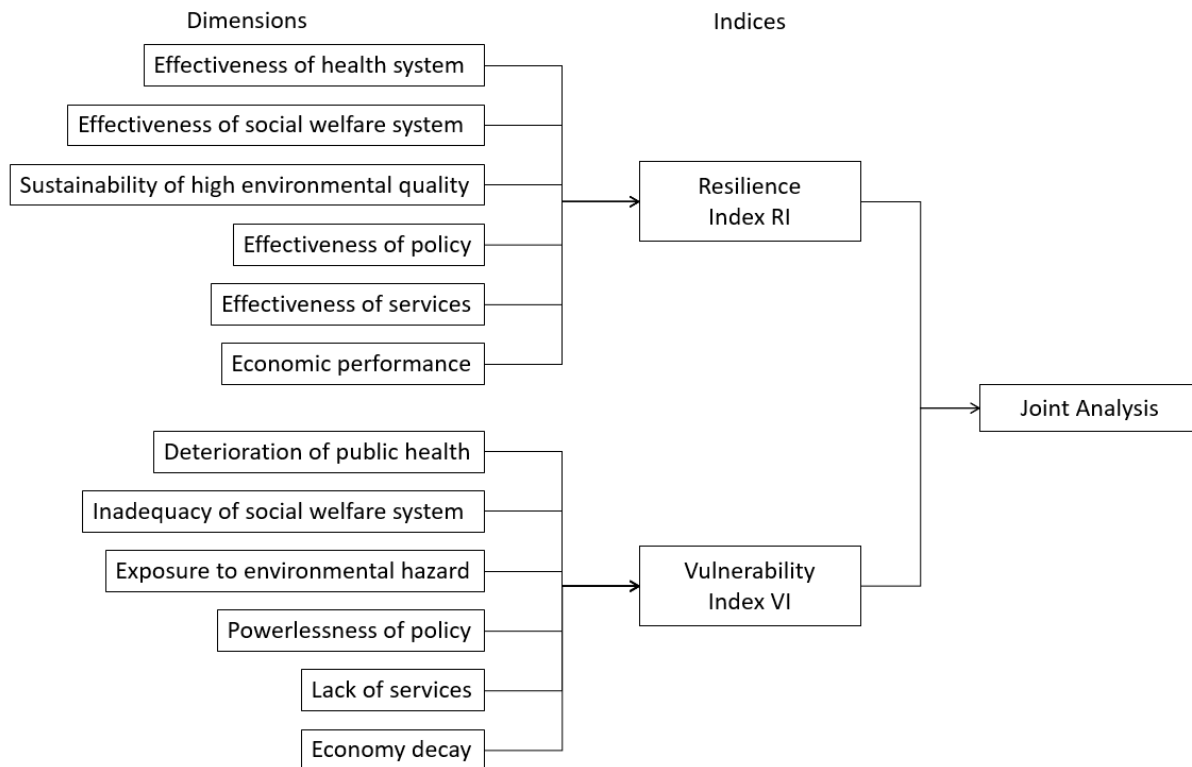 Dimensions
Indices
Effectiveness of health system
Effectiveness of social welfare system
Sustainability of high environmental quality
Effectiveness of policy
Effectiveness of services
Economic performance
Resilience
Index RI
Joint Analysis
Deterioration of public health
Inadequacy of social welfare system
Exposure to environmental hazard
Powerlessness of policy
Lack of services
Economy decay
Vulnerability
Index VI